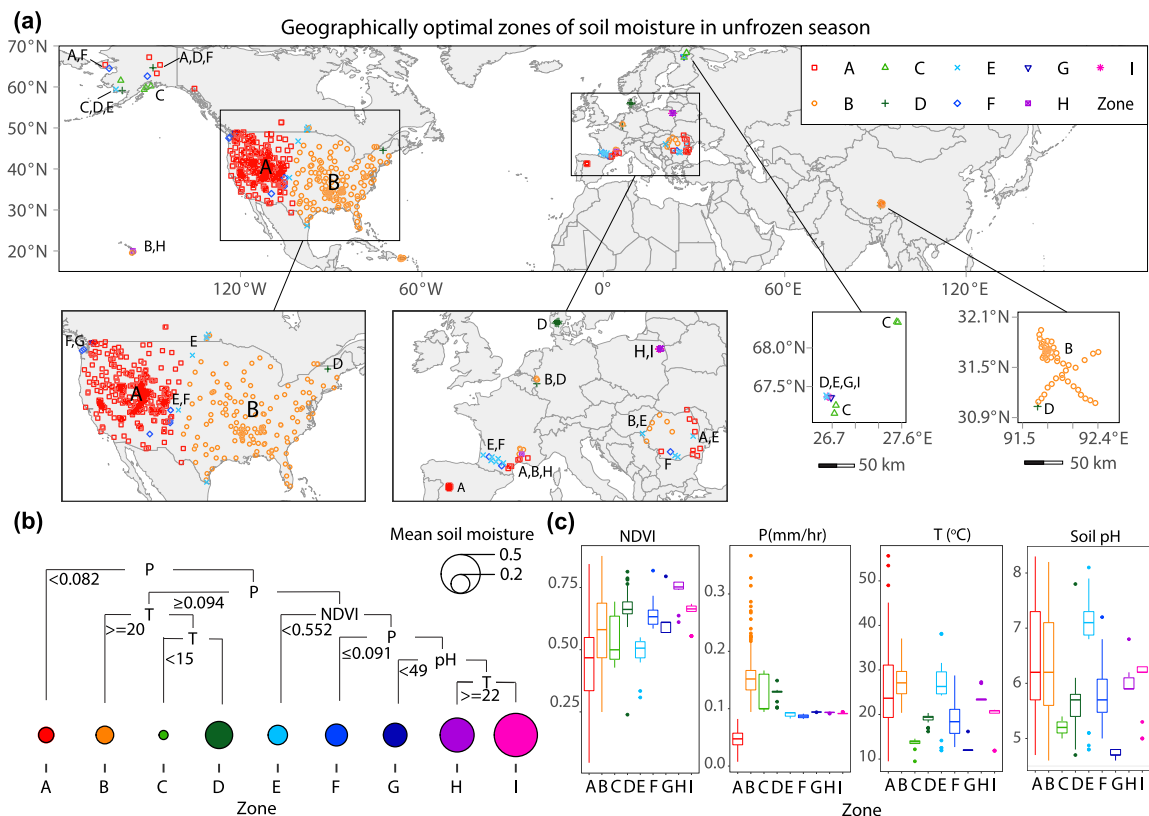 (a)
Geographically optimal zones of soil moisture in unfrozen season
70°N
60°N
50°N
40°N
30°N
20°N
A,F
A,D,F
C,D,E
C
A
B
B,H
A C E G I
B D F H Zone
120°W 60°W 0° 60°E 120°E
F,G
E
D
A
E,F
B
D
H,I
B,D
B,E
A,E
E,F
F
A,B,H
A
C
68.0°N
D,E,G,I
67.5°N
C
26.7 27.6°E
50 km
32.1°N
B
31.5°N
30.9°N
D
91.5 92.4°E
50 km
(b)
Mean soil moisture
0.5
0.2
P
<0.082
P
≥0.094
T
NDVI
>=20
T
<0.552
P
<15
≤0.091
pH
<49
T
>=22
A B C D E F G H I
Zone
(c)
NDVI
0.75
0.50
0.25
ABCDEFGHI
P(mm/hr)
0.3
0.2
0.1
0.0
ABCDEFGHI
T (°C)
50
40
30
20
10
ABCDEFGHI
Soil pH
8
7
6
5
ABCDEFGHI
Zone